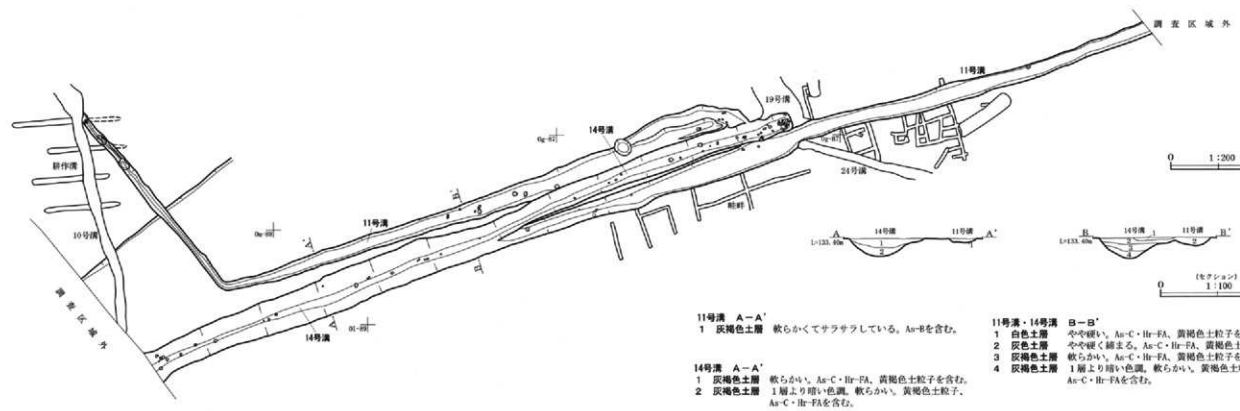 調査区域外
11号溝
19号溝
14号溝
0g-87
0g-87
24号溝
0 1:200
耕作溝
10号溝
畦畔
11号溝
A
B
調査区域外
14号溝
A 14号溝 11号溝 A'
L=133.40m
1
2
1
B 14号溝 1 11号溝 B'
L=133.40m
2
2
3
4
(セクション)
0 1:100
11号溝 A-A'
1 灰褐色土層 軟らかくてサラサラしている。As-Bを含む。
14号溝 A-A'
1 灰褐色土層 軟らかい。As-C・Hr-FA、黄褐色土粒子を含む。
2 灰褐色土層 1層より暗い色調。軟らかい。黄褐色土粒子、
As-C・Hr-FAを含む。
11号溝・14号溝 B-B'
1 白色土層 やや硬い。As-C・Hr-FA、黄褐色土粒子を
2 灰色土層 やや硬く締まる。As-C・Hr-FA、黄褐色土
3 灰褐色土層 軟らかい。As-C・Hr-FA、黄褐色土粒子を
4 灰褐色土層 1層より暗い色調。軟らかい。黄褐色土
As-C・Hr-FAを含む。